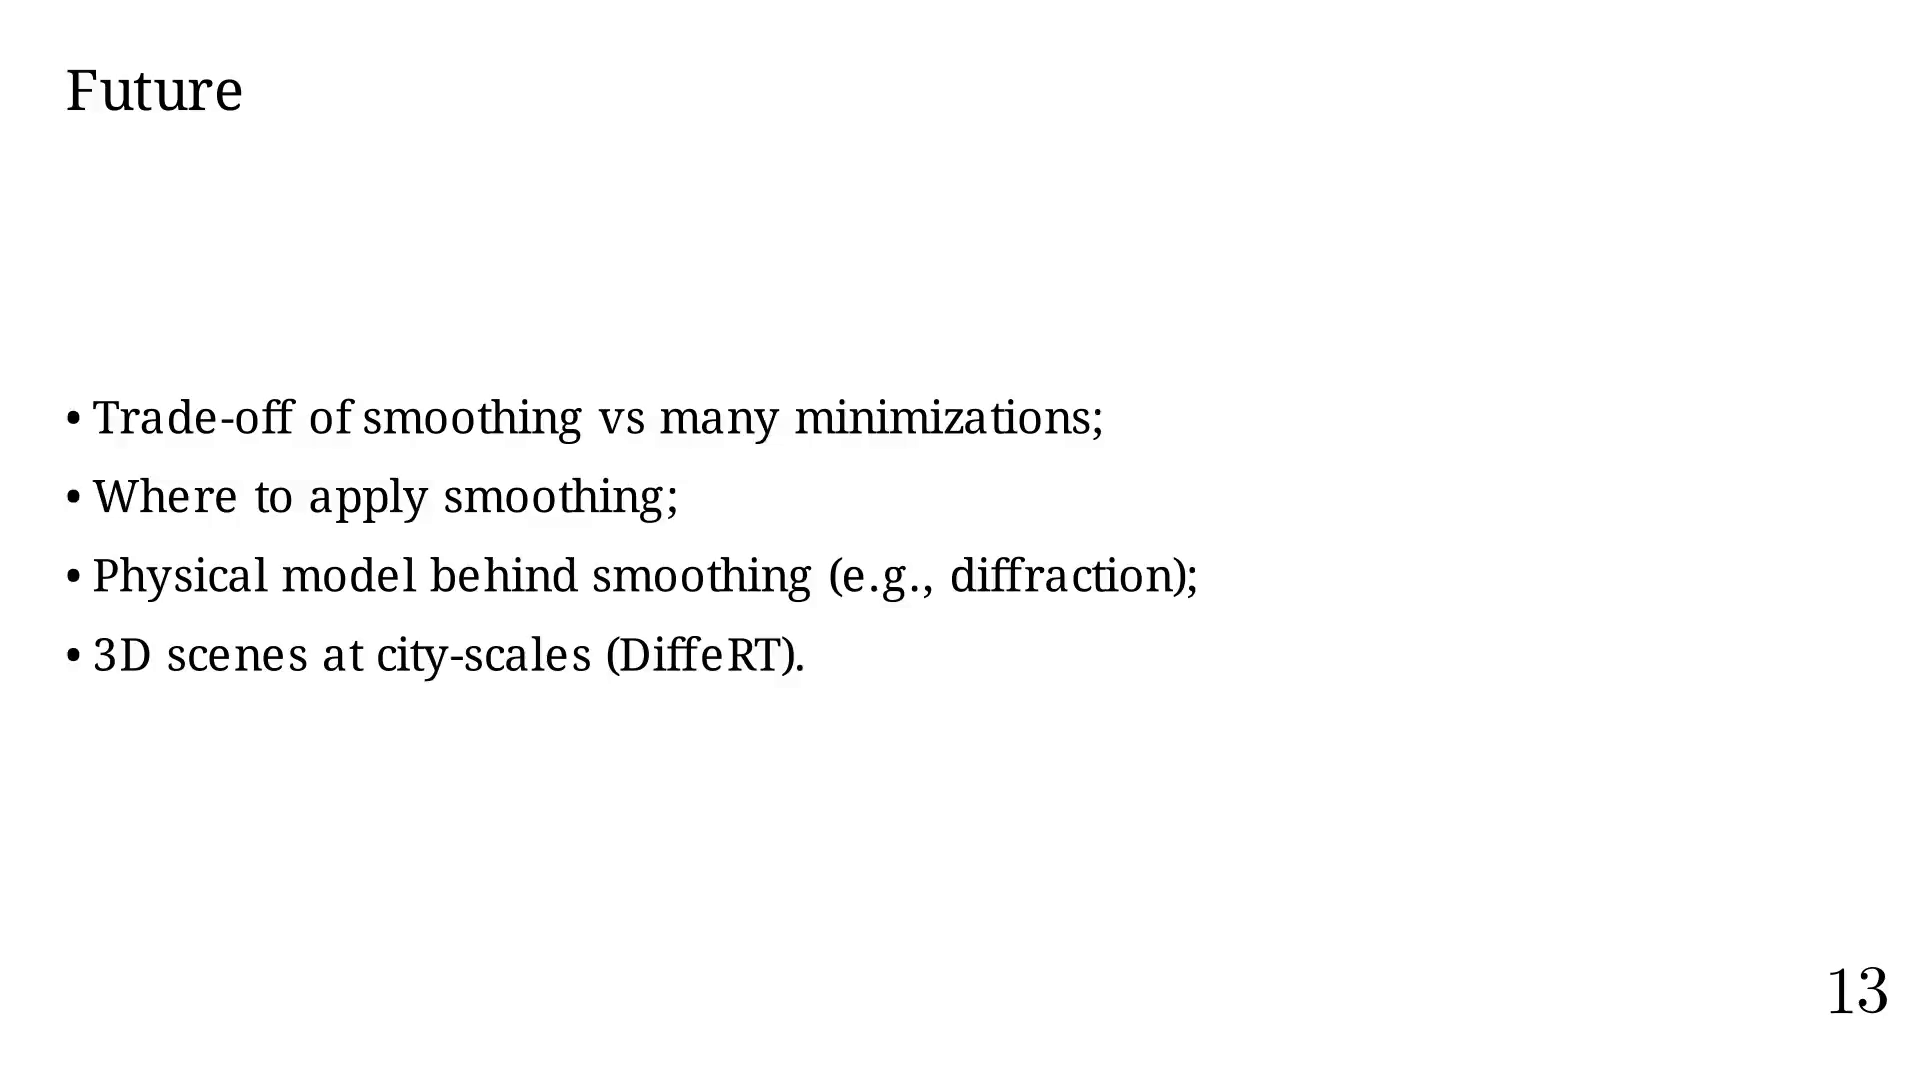 Future
• Trade-off of smoothing vs many minimizations;
• Where to apply smoothing;
• Physical model behind smoothing (e.g., diffraction);
• 3D scenes at city-scales (DiffeRT).
13